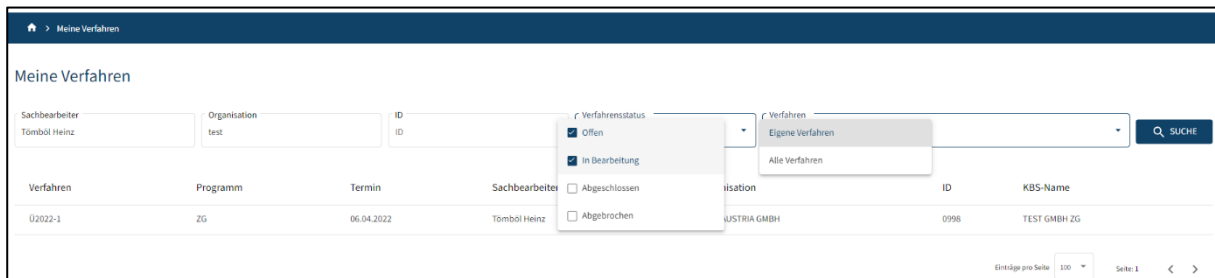 > Meine Verfahren
Meine Verfahren
Sachbearbeiter
Tömböl Heinz
Organisation
test
ID
ID
Verfahrensstatus
Offen
In Bearbeitung
Abgeschlossen
Abgebrochen
Verfahren
Eigene Verfahren
Alle Verfahren
SUCHE
Verfahren Programm Termin Sachbearbeiter isation ID KBS-Name
Ü2022-1 ZG 06.04.2022 Tömböl Heinz AUSTRIA GMBH 0998 TEST GMBH ZG
Einträge pro Seite 100 Seite: 1 < >